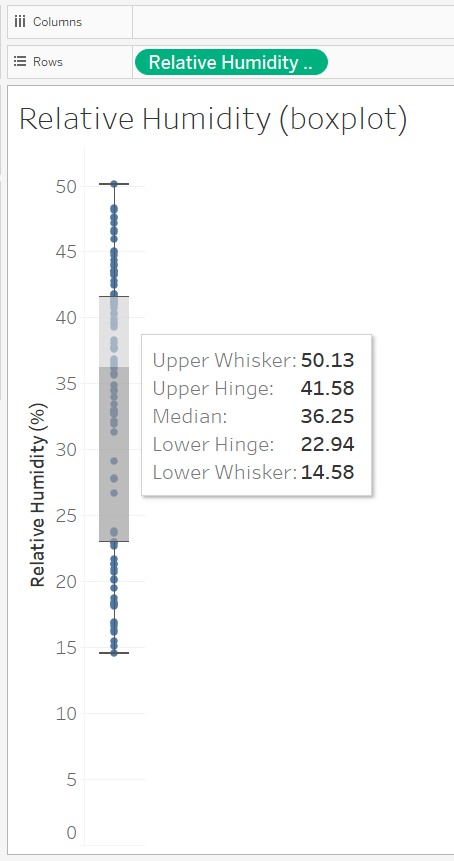 Columns
Rows
Relative Humidity ..
Relative Humidity (boxplot)
50
45
40
35
30
25
20
15
10
5
0
Relative Humidity (%)
Upper Whisker: 50.13
Upper Hinge: 41.58
Median: 36.25
Lower Hinge: 22.94
Lower Whisker: 14.58